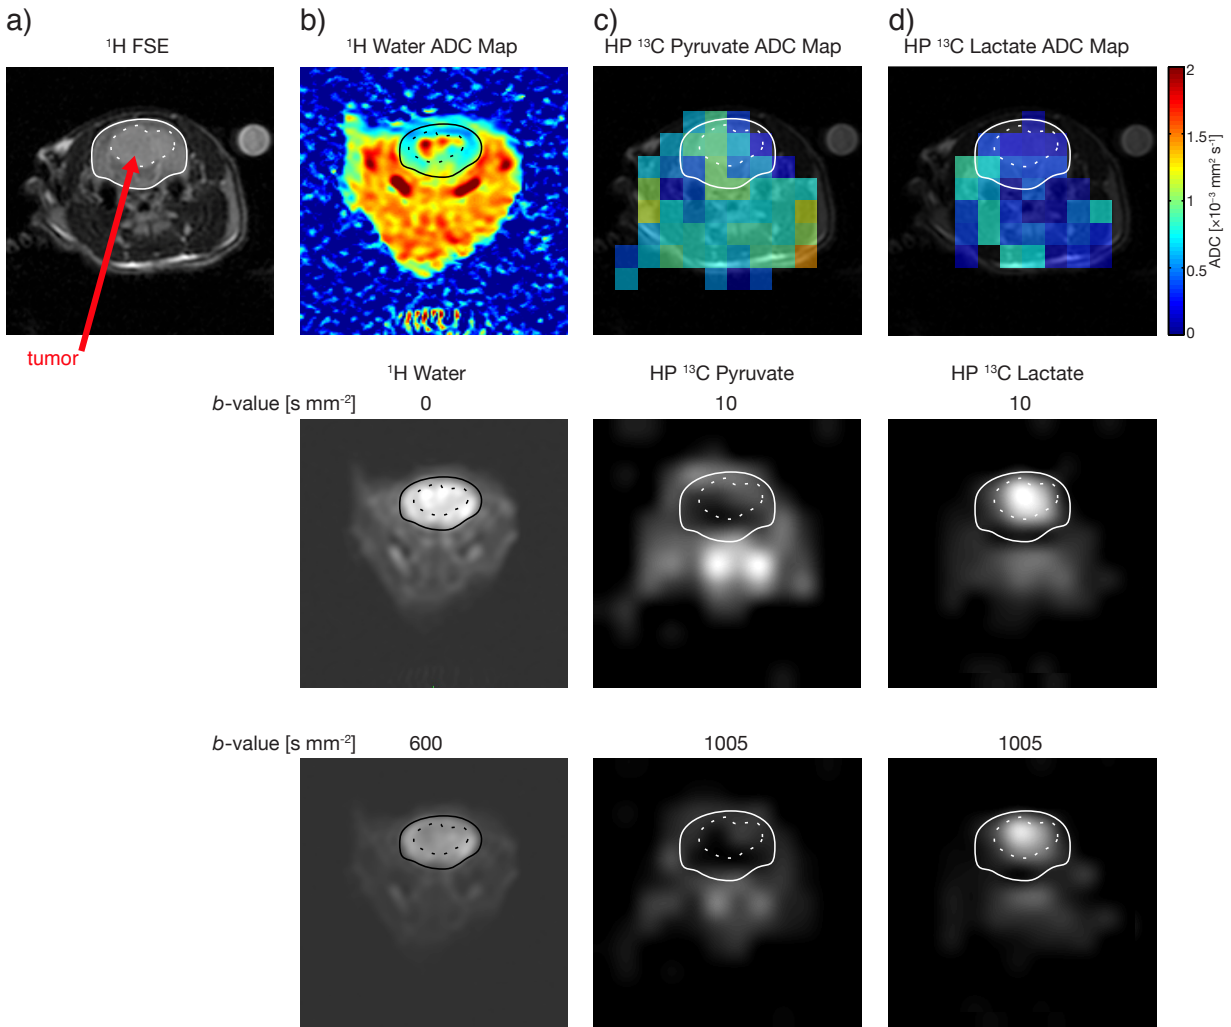 a)
b)
c)
d)
¹H FSE
¹H Water ADC Map
HP ¹³C Pyruvate ADC Map
HP ¹³C Lactate ADC Map
2
1.5
1
0.5
0
ADC [×10⁻³ mm² s⁻¹]
tumor
¹H Water
HP ¹³C Pyruvate
HP ¹³C Lactate
b-value [s mm⁻²]
0
10
10
b-value [s mm⁻²]
600
1005
1005